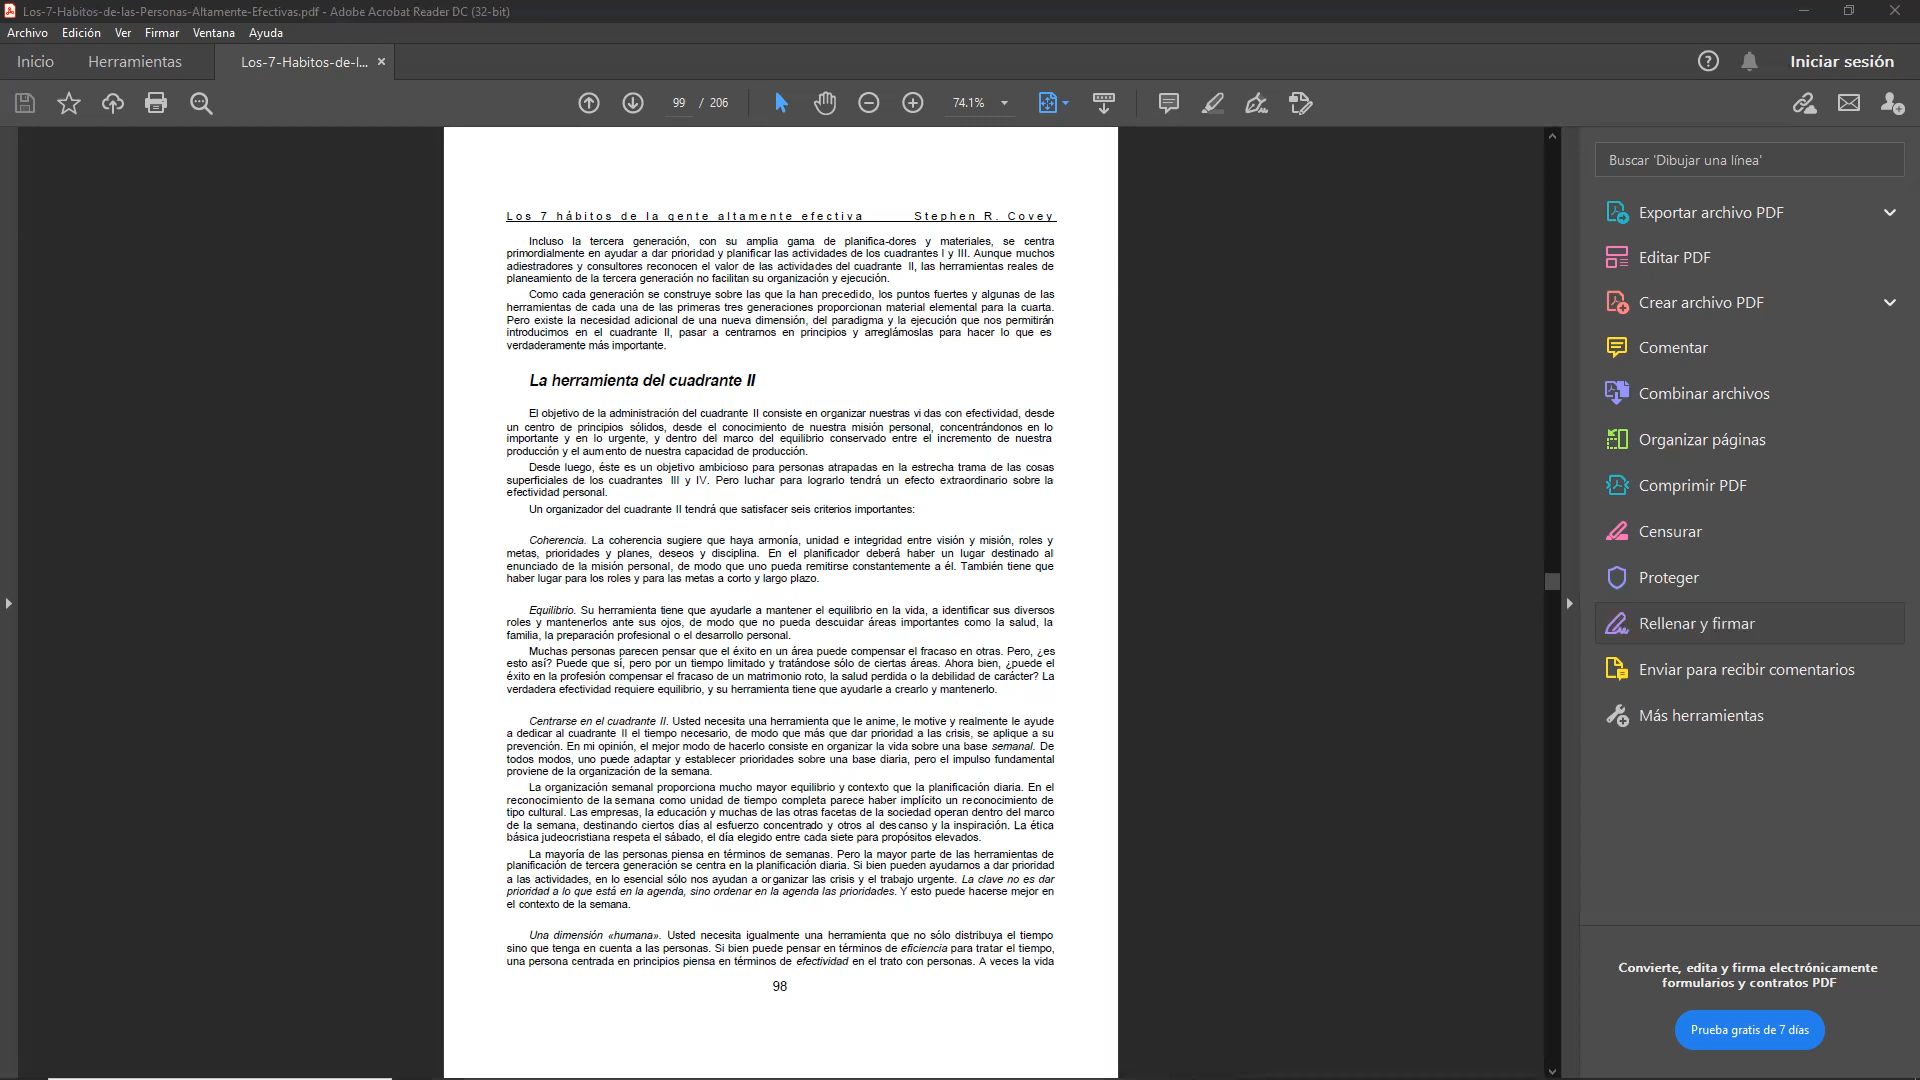 Los-7-Habitos-de-las-Personas-Altamente-Efectivas.pdf - Adobe Acrobat Reader DC (32-bit)
Archivo Edición Ver Firmar Ventana Ayuda
Inicio Herramientas Los-7-Habitos-de-l... × Iniciar sesión
99 / 206 74.1%
Los 7 hábitos de la gente altamente efectiva Stephen R. Covey
Incluso la tercera generación, con su amplia gama de planifica-dores y materiales, se centra
primordialmente en ayudar a dar prioridad y planificar las actividades de los cuadrantes I y III. Aunque muchos
adiestradores y consultores reconocen el valor de las actividades del cuadrante II, las herramientas reales de
planeamiento de la tercera generación no facilitan su organización y ejecución.
Como cada generación se construye sobre las que la han precedido, los puntos fuertes y algunas de las
herramientas de cada una de las primeras tres generaciones proporcionan material elemental para la cuarta.
Pero existe la necesidad adicional de una nueva dimensión, del paradigma y la ejecución que nos permitirán
introducimos en el cuadrante II, pasar a centrarnos en principios y arreglámoslas para hacer lo que es
verdaderamente más importante.
La herramienta del cuadrante II
El objetivo de la administración del cuadrante II consiste en organizar nuestras vi das con efectividad, desde
un centro de principios sólidos, desde el conocimiento de nuestra misión personal, concentrándonos en lo
importante y en lo urgente, y dentro del marco del equilibrio conservado entre el incremento de nuestra
producción y el aumento de nuestra capacidad de producción.
Desde luego, éste es un objetivo ambicioso para personas atrapadas en la estrecha trama de las cosas
superficiales de los cuadrantes III y IV. Pero luchar para lograrlo tendrá un efecto extraordinario sobre la
efectividad personal.
Un organizador del cuadrante II tendrá que satisfacer seis criterios importantes:
Coherencia. La coherencia sugiere que haya armonía, unidad e integridad entre visión y misión, roles y
metas, prioridades y planes, deseos y disciplina. En el planificador deberá haber un lugar destinado al
enunciado de la misión personal, de modo que uno pueda remitirse constantemente a él. También tiene que
haber lugar para los roles y para las metas a corto y largo plazo.
Equilibrio. Su herramienta tiene que ayudarle a mantener el equilibrio en la vida, a identificar sus diversos
roles y mantenerlos ante sus ojos, de modo que no pueda descuidar áreas importantes como la salud, la
familia, la preparación profesional o el desarrollo personal.
Muchas personas parecen pensar que el éxito en un área puede compensar el fracaso en otras. Pero, ¿es
esto así? Puede que sí, pero por un tiempo limitado y tratándose sólo de ciertas áreas. Ahora bien, ¿puede el
éxito en la profesión compensar el fracaso de un matrimonio roto, la salud perdida o la debilidad de carácter? La
verdadera efectividad requiere equilibrio, y su herramienta tiene que ayudarle a crearlo y mantenerlo.
Centrarse en el cuadrante II. Usted necesita una herramienta que le anime, le motive y realmente le ayude
a dedicar al cuadrante II el tiempo necesario, de modo que más que dar prioridad a las crisis, se aplique a su
prevención. En mi opinión, el mejor modo de hacerlo consiste en organizar la vida sobre una base semanal. De
todos modos, uno puede adaptar y establecer prioridades sobre una base diaria, pero el impulso fundamental
proviene de la organización de la semana.
La organización semanal proporciona mucho mayor equilibrio y contexto que la planificación diaria. En el
reconocimiento de la semana como unidad de tiempo completa parece haber implícito un reconocimiento de
tipo cultural. Las empresas, la educación y muchas de las otras facetas de la sociedad operan dentro del marco
de la semana, destinando ciertos días al esfuerzo concentrado y otros al descanso y la inspiración. La ética
básica judeocristiana respeta el sábado, el día elegido entre cada siete para propósitos elevados.
La mayoría de las personas piensa en términos de semanas. Pero la mayor parte de las herramientas de
planificación de tercera generación se centra en la planificación diaria. Si bien pueden ayudarnos a dar prioridad
a las actividades, en lo esencial sólo nos ayudan a organizar las crisis y el trabajo urgente. La clave no es dar
prioridad a lo que está en la agenda, sino ordenar en la agenda las prioridades. Y esto puede hacerse mejor en
el contexto de la semana.
Una dimensión «humana». Usted necesita igualmente una herramienta que no sólo distribuya el tiempo
sino que tenga en cuenta a las personas. Si bien puede pensar en términos de eficiencia para tratar el tiempo,
una persona centrada en principios piensa en términos de efectividad en el trato con personas. A veces la vida
98
Buscar 'Dibujar una línea'
Exportar archivo PDF
Editar PDF
Crear archivo PDF
Comentar
Combinar archivos
Organizar páginas
Comprimir PDF
Censurar
Proteger
Rellenar y firmar
Enviar para recibir comentarios
Más herramientas
Convierte, edita y firma electrónicamente
formularios y contratos PDF
Prueba gratis de 7 días